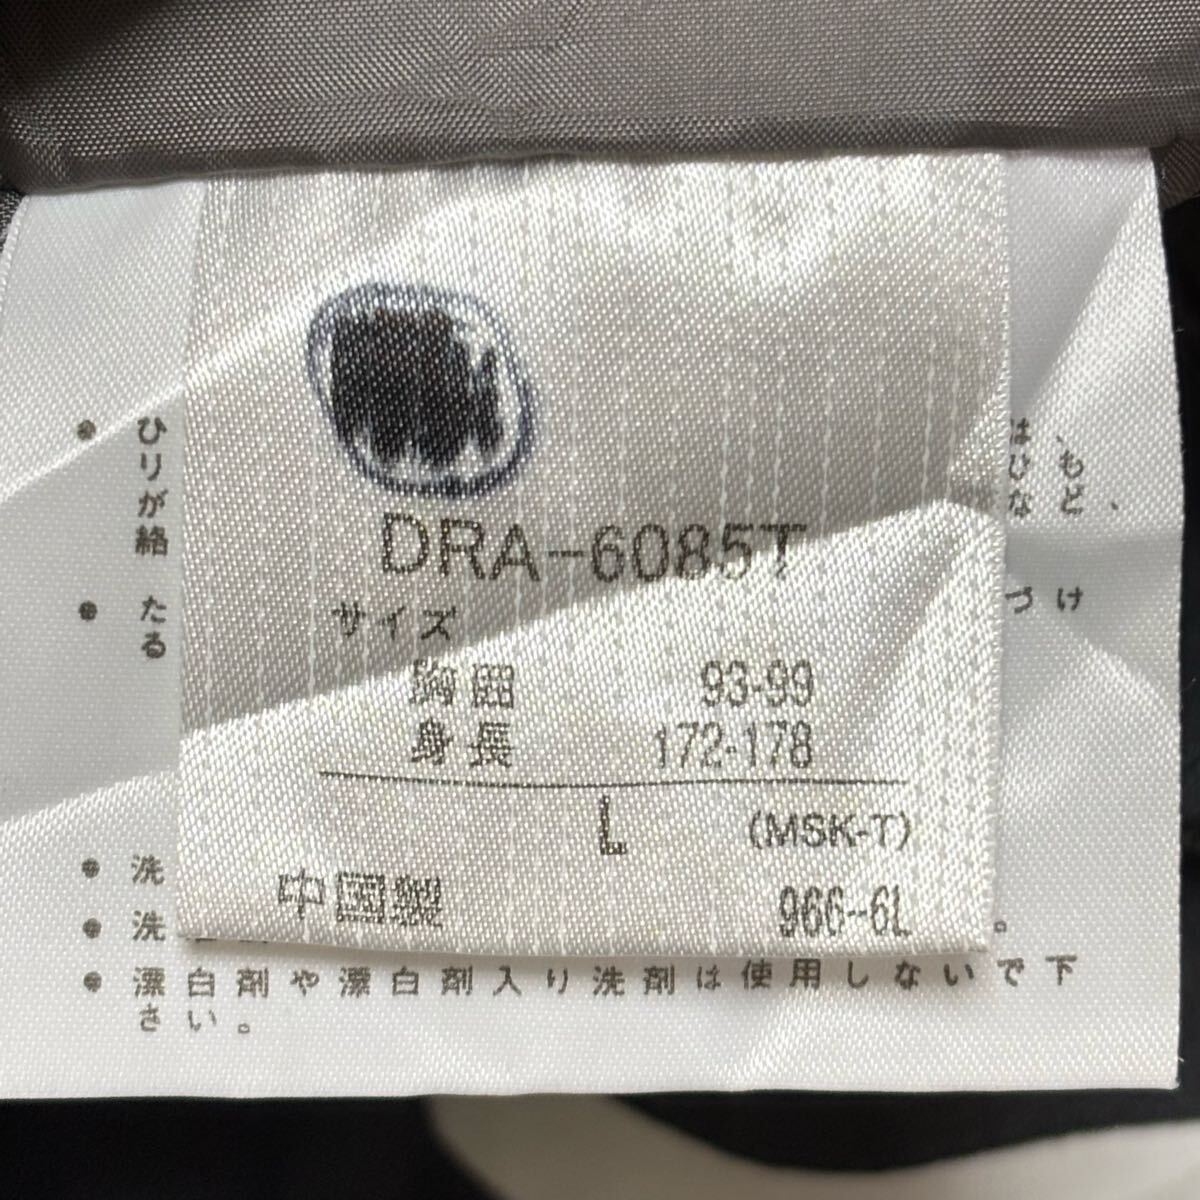 DRA-6085T
サイズ
胸囲 93-99
身長 172-178
L (MSK-T)
中国製 966-6L
● ひ は、も
リ ひ ど、
が な
絡
● た づけ
る
● 洗
● 洗 。
● 漂白剤や漂白剤入り洗剤は使用しないで下
さい。